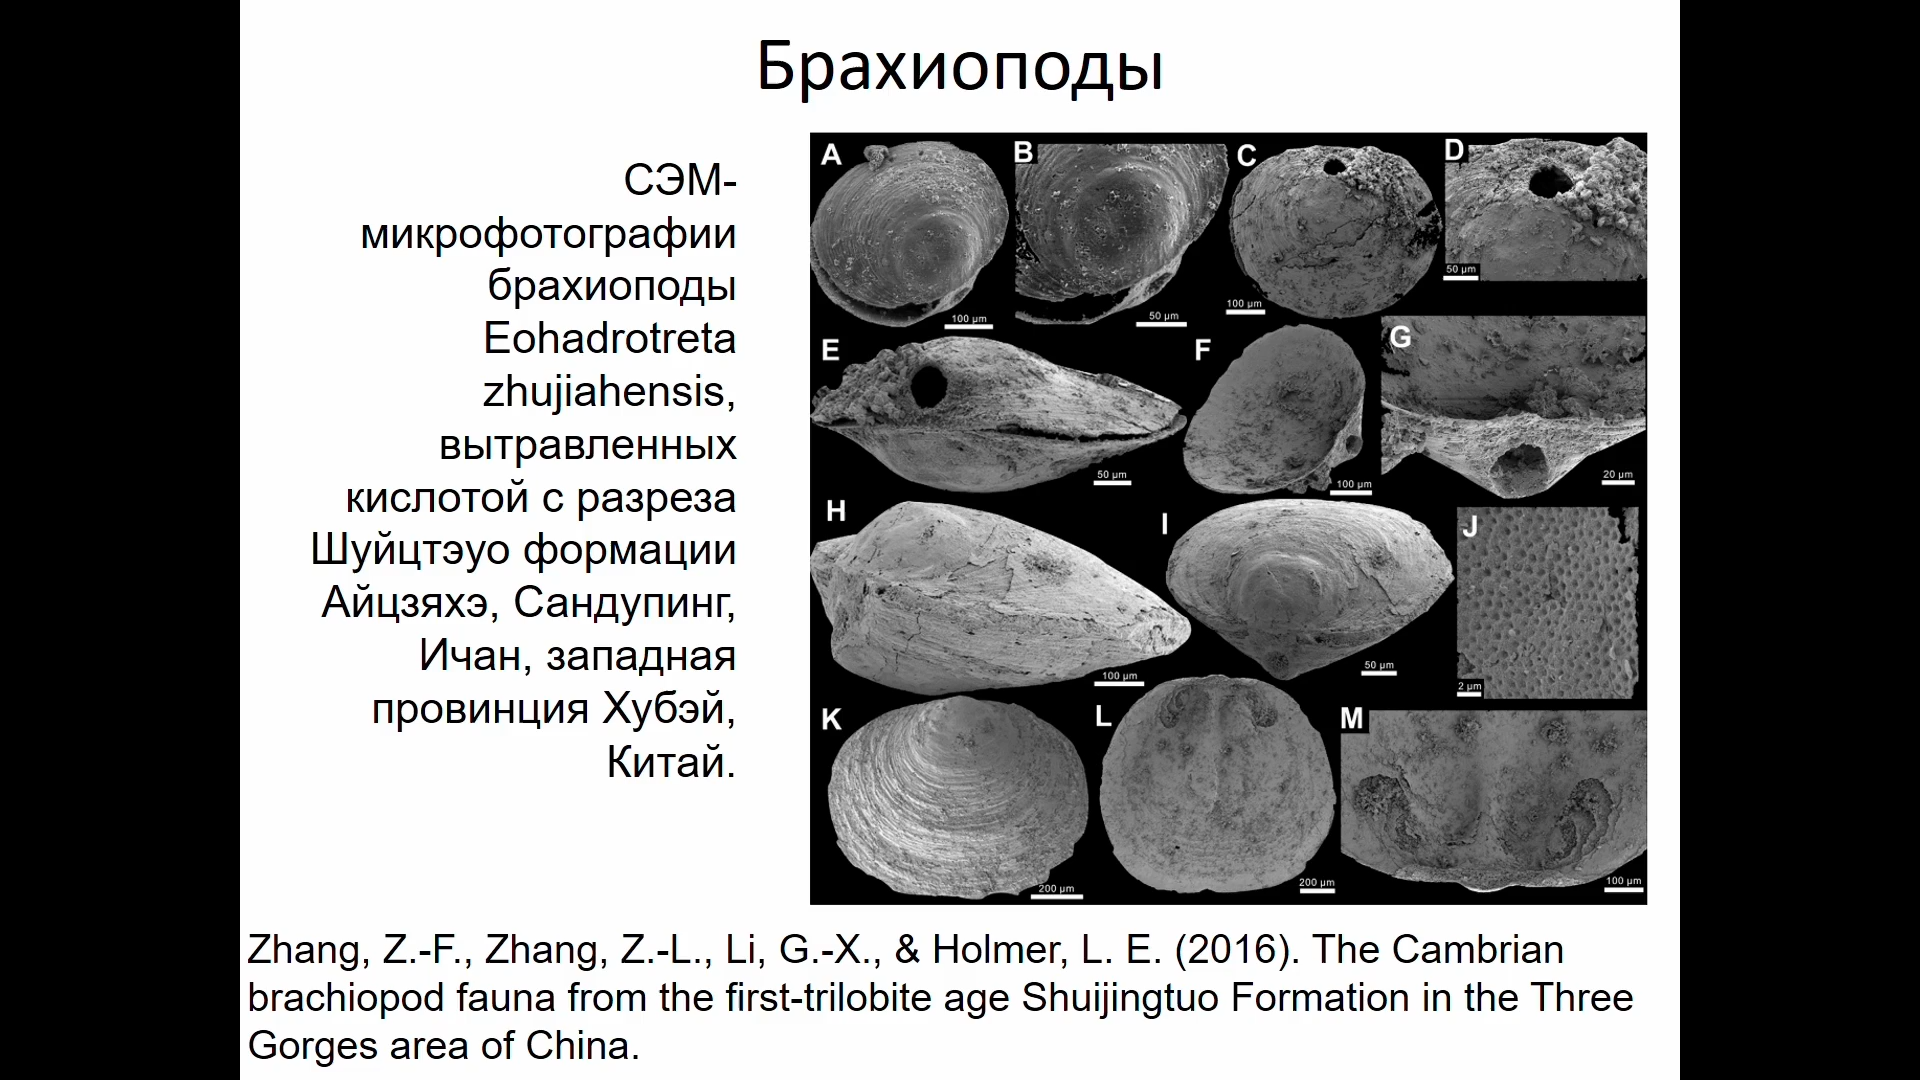 Брахиоподы
СЭМ-
микрофотографии
брахиоподы
Eohadrotreta
zhujiahensis,
вытравленных
кислотой с разреза
Шуйцтэуо формации
Айцзяхэ, Сандупинг,
Ичан, западная
провинция Хубэй,
Китай.
A
B
C
D
100 µm
50 µm
100 µm
50 µm
E
F
G
50 µm
100 µm
20 µm
H
I
J
100 µm
50 µm
2 µm
K
L
M
200 µm
200 µm
100 µm
Zhang, Z.-F., Zhang, Z.-L., Li, G.-X., & Holmer, L. E. (2016). The Cambrian
brachiopod fauna from the first-trilobite age Shuijingtuo Formation in the Three
Gorges area of China.